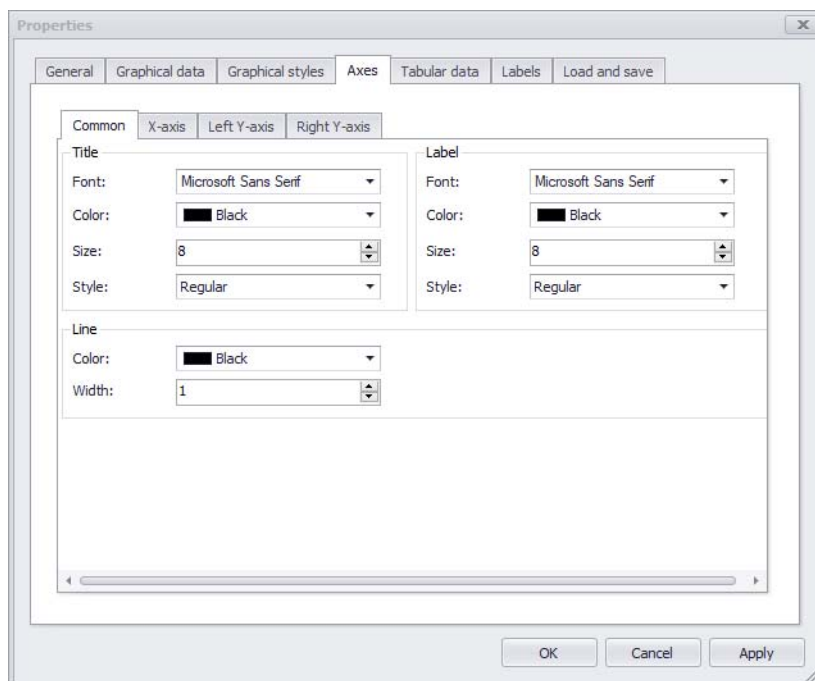 Properties
General Graphical data Graphical styles Axes Tabular data Labels Load and save
Common X-axis Left Y-axis Right Y-axis
Title Label
Font: Microsoft Sans Serif Font: Microsoft Sans Serif
Color: Black Color: Black
Size: 8 Size: 8
Style: Regular Style: Regular
Line
Color: Black
Width: 1
OK Cancel Apply